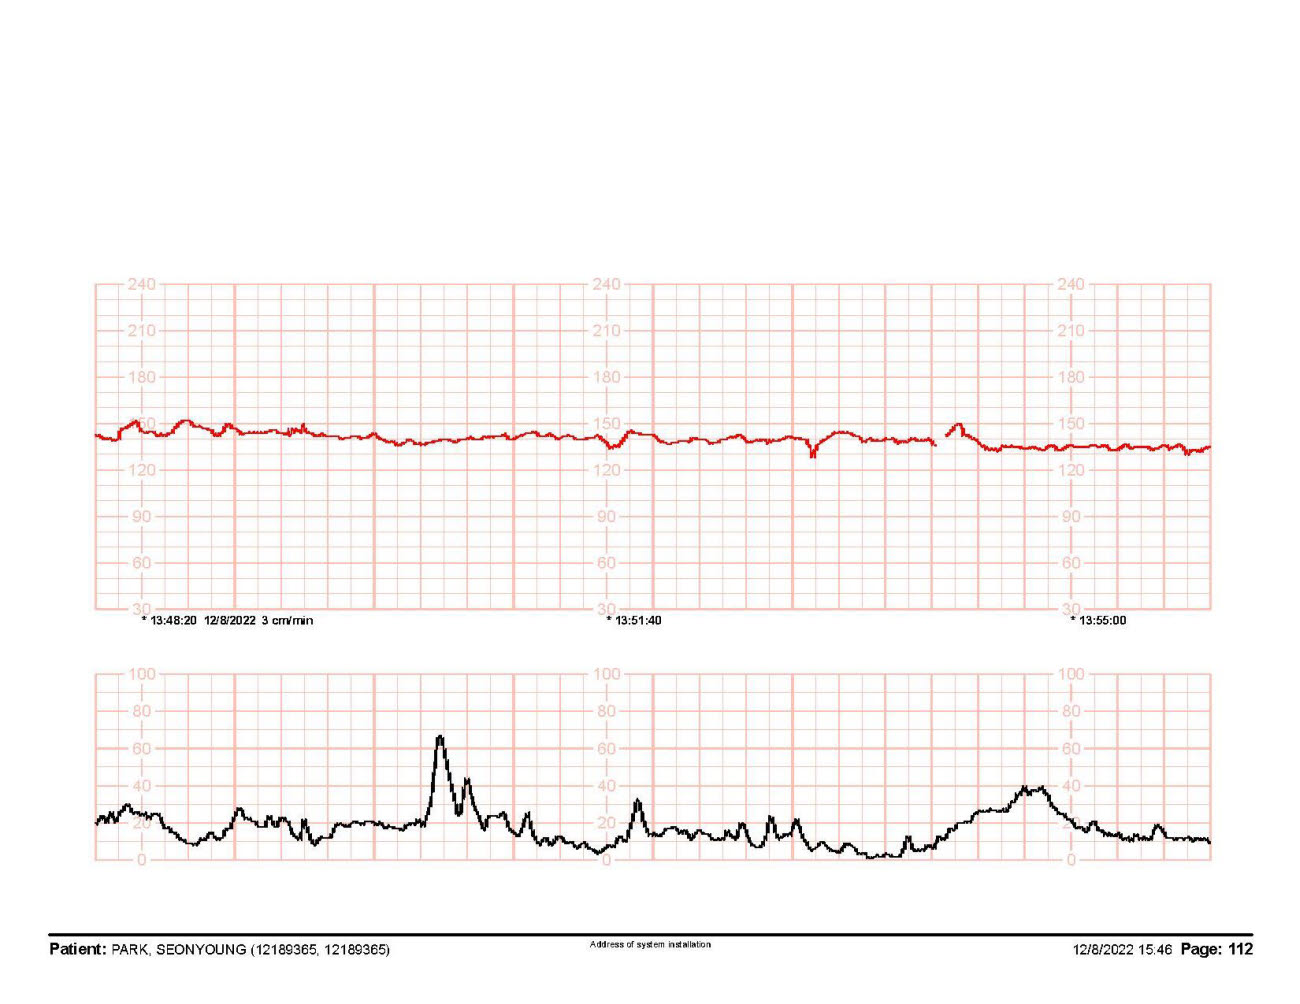 240 240 240
210 210 210
180 180 180
150 150 150
120 120 120
90 90 90
60 60 60
30 30 30
* 13:48:20 12/8/2022 3 cm/min * 13:51:40 * 13:55:00
100 100 100
80 80 80
60 60 60
40 40 40
20 20 20
0 0 0
Patient: PARK, SEONYOUNG (12189365, 12189365) Address of system installation 12/8/2022 15:46 Page: 112